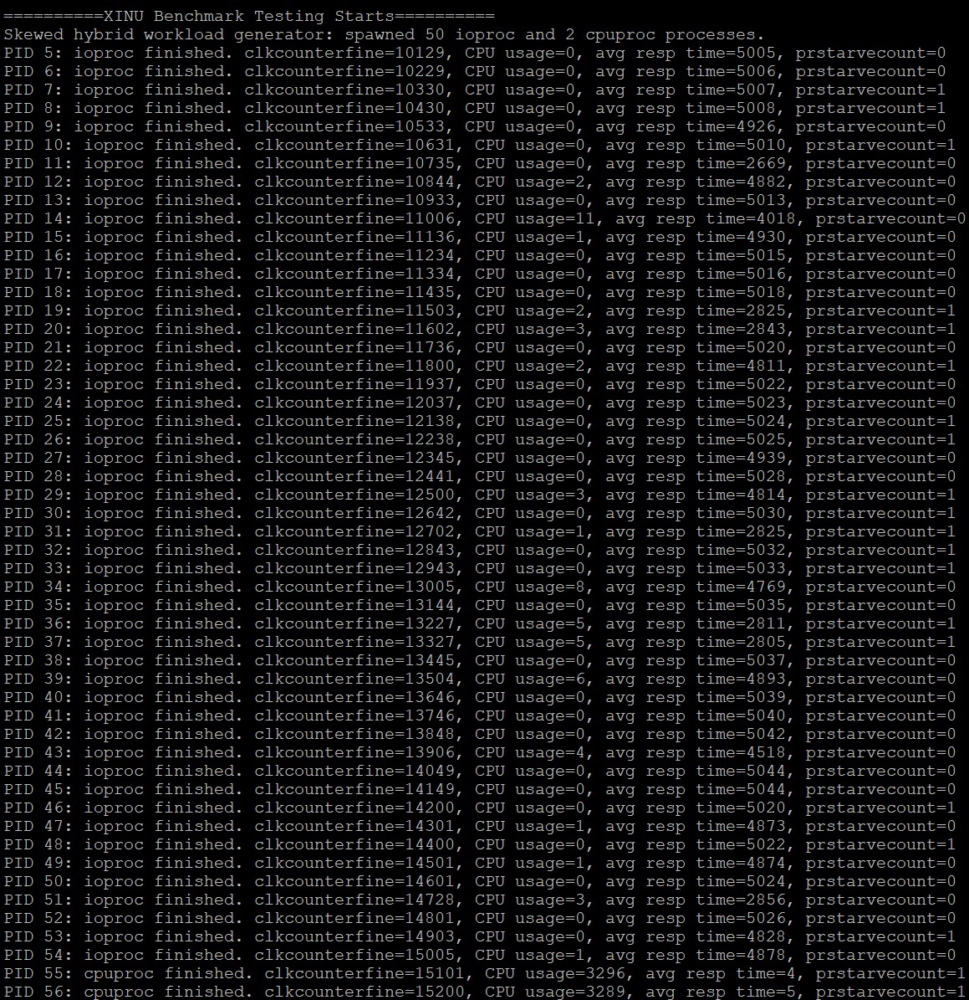 ==========XINU Benchmark Testing Starts==========
Skewed hybrid workload generator: spawned 50 ioproc and 2 cpuproc processes.
PID 5: ioproc finished. clkcounterfine=10129, CPU usage=0, avg resp time=5005, prstarvecount=0
PID 6: ioproc finished. clkcounterfine=10229, CPU usage=0, avg resp time=5006, prstarvecount=0
PID 7: ioproc finished. clkcounterfine=10330, CPU usage=0, avg resp time=5007, prstarvecount=1
PID 8: ioproc finished. clkcounterfine=10430, CPU usage=0, avg resp time=5008, prstarvecount=1
PID 9: ioproc finished. clkcounterfine=10533, CPU usage=0, avg resp time=4926, prstarvecount=0
PID 10: ioproc finished. clkcounterfine=10631, CPU usage=0, avg resp time=5010, prstarvecount=1
PID 11: ioproc finished. clkcounterfine=10735, CPU usage=0, avg resp time=2669, prstarvecount=0
PID 12: ioproc finished. clkcounterfine=10844, CPU usage=2, avg resp time=4882, prstarvecount=0
PID 13: ioproc finished. clkcounterfine=10933, CPU usage=0, avg resp time=5013, prstarvecount=0
PID 14: ioproc finished. clkcounterfine=11006, CPU usage=11, avg resp time=4018, prstarvecount=0
PID 15: ioproc finished. clkcounterfine=11136, CPU usage=1, avg resp time=4930, prstarvecount=0
PID 16: ioproc finished. clkcounterfine=11234, CPU usage=0, avg resp time=5015, prstarvecount=0
PID 17: ioproc finished. clkcounterfine=11334, CPU usage=0, avg resp time=5016, prstarvecount=0
PID 18: ioproc finished. clkcounterfine=11435, CPU usage=0, avg resp time=5018, prstarvecount=0
PID 19: ioproc finished. clkcounterfine=11503, CPU usage=2, avg resp time=2825, prstarvecount=1
PID 20: ioproc finished. clkcounterfine=11602, CPU usage=3, avg resp time=2843, prstarvecount=1
PID 21: ioproc finished. clkcounterfine=11736, CPU usage=0, avg resp time=5020, prstarvecount=0
PID 22: ioproc finished. clkcounterfine=11800, CPU usage=2, avg resp time=4811, prstarvecount=1
PID 23: ioproc finished. clkcounterfine=11937, CPU usage=0, avg resp time=5022, prstarvecount=0
PID 24: ioproc finished. clkcounterfine=12037, CPU usage=0, avg resp time=5023, prstarvecount=0
PID 25: ioproc finished. clkcounterfine=12138, CPU usage=0, avg resp time=5024, prstarvecount=1
PID 26: ioproc finished. clkcounterfine=12238, CPU usage=0, avg resp time=5025, prstarvecount=1
PID 27: ioproc finished. clkcounterfine=12345, CPU usage=0, avg resp time=4939, prstarvecount=0
PID 28: ioproc finished. clkcounterfine=12441, CPU usage=0, avg resp time=5028, prstarvecount=0
PID 29: ioproc finished. clkcounterfine=12500, CPU usage=3, avg resp time=4814, prstarvecount=1
PID 30: ioproc finished. clkcounterfine=12642, CPU usage=0, avg resp time=5030, prstarvecount=1
PID 31: ioproc finished. clkcounterfine=12702, CPU usage=1, avg resp time=2825, prstarvecount=1
PID 32: ioproc finished. clkcounterfine=12843, CPU usage=0, avg resp time=5032, prstarvecount=1
PID 33: ioproc finished. clkcounterfine=12943, CPU usage=0, avg resp time=5033, prstarvecount=1
PID 34: ioproc finished. clkcounterfine=13005, CPU usage=8, avg resp time=4769, prstarvecount=0
PID 35: ioproc finished. clkcounterfine=13144, CPU usage=0, avg resp time=5035, prstarvecount=0
PID 36: ioproc finished. clkcounterfine=13227, CPU usage=5, avg resp time=2811, prstarvecount=1
PID 37: ioproc finished. clkcounterfine=13327, CPU usage=5, avg resp time=2805, prstarvecount=1
PID 38: ioproc finished. clkcounterfine=13445, CPU usage=0, avg resp time=5037, prstarvecount=0
PID 39: ioproc finished. clkcounterfine=13504, CPU usage=6, avg resp time=4893, prstarvecount=0
PID 40: ioproc finished. clkcounterfine=13646, CPU usage=0, avg resp time=5039, prstarvecount=0
PID 41: ioproc finished. clkcounterfine=13746, CPU usage=0, avg resp time=5040, prstarvecount=0
PID 42: ioproc finished. clkcounterfine=13848, CPU usage=0, avg resp time=5042, prstarvecount=0
PID 43: ioproc finished. clkcounterfine=13906, CPU usage=4, avg resp time=4518, prstarvecount=0
PID 44: ioproc finished. clkcounterfine=14049, CPU usage=0, avg resp time=5044, prstarvecount=0
PID 45: ioproc finished. clkcounterfine=14149, CPU usage=0, avg resp time=5044, prstarvecount=0
PID 46: ioproc finished. clkcounterfine=14200, CPU usage=0, avg resp time=5020, prstarvecount=1
PID 47: ioproc finished. clkcounterfine=14301, CPU usage=1, avg resp time=4873, prstarvecount=0
PID 48: ioproc finished. clkcounterfine=14400, CPU usage=0, avg resp time=5022, prstarvecount=1
PID 49: ioproc finished. clkcounterfine=14501, CPU usage=1, avg resp time=4874, prstarvecount=0
PID 50: ioproc finished. clkcounterfine=14601, CPU usage=0, avg resp time=5024, prstarvecount=0
PID 51: ioproc finished. clkcounterfine=14728, CPU usage=3, avg resp time=2856, prstarvecount=0
PID 52: ioproc finished. clkcounterfine=14801, CPU usage=0, avg resp time=5026, prstarvecount=0
PID 53: ioproc finished. clkcounterfine=14903, CPU usage=0, avg resp time=4828, prstarvecount=1
PID 54: ioproc finished. clkcounterfine=15005, CPU usage=1, avg resp time=4878, prstarvecount=0
PID 55: cpuproc finished. clkcounterfine=15101, CPU usage=3296, avg resp time=4, prstarvecount=1
PID 56: cpuproc finished. clkcounterfine=15200, CPU usage=3289, avg resp time=5, prstarvecount=1